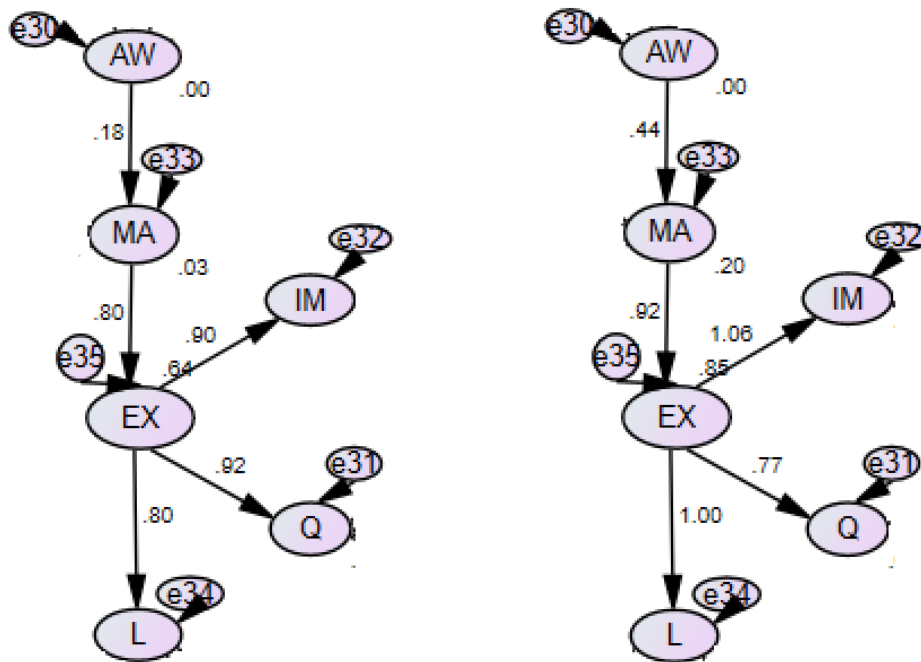 e30
AW
.00
.18
e33
MA
.03
e32
IM
.80
.90
e35
.64
EX
.92
e31
Q
.80
e34
L
e30
AW
.00
.44
e33
MA
.20
e32
IM
.92
1.06
e35
.85
EX
.77
e31
Q
1.00
e34
L